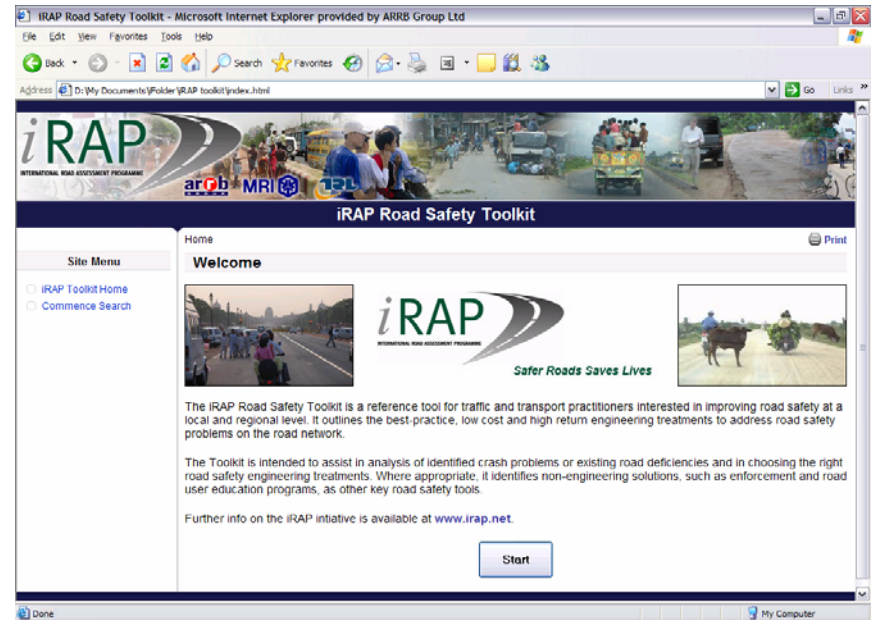 iRAP Road Safety Toolkit - Microsoft Internet Explorer provided by ARRB Group Ltd
File Edit View Favorites Tools Help
Back Search Favorites
Address D:\My Documents\iFolder\iRAP toolkit\index.html Go Links »
iRAP
INTERNATIONAL ROAD ASSESSMENT PROGRAMME
arrb GROUP MRI TRL
iRAP Road Safety Toolkit
Home Print
Site Menu
Welcome
iRAP Toolkit Home
Commence Search
iRAP
INTERNATIONAL ROAD ASSESSMENT PROGRAMME
Safer Roads Saves Lives
The iRAP Road Safety Toolkit is a reference tool for traffic and transport practitioners interested in improving road safety at a
local and regional level. It outlines the best-practice, low cost and high return engineering treatments to address road safety
problems on the road network.
The Toolkit is intended to assist in analysis of identified crash problems or existing road deficiencies and in choosing the right
road safety engineering treatments. Where appropriate, it identifies non-engineering solutions, such as enforcement and road
user education programs, as other key road safety tools.
Further info on the iRAP intiative is available at www.irap.net.
Start
Done My Computer